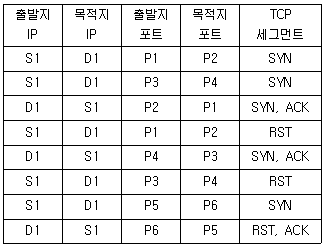 출발지 IP 목적지 IP 출발지 포트 목적지 포트 TCP 세그먼트
S1 D1 P1 P2 SYN
S1 D1 P3 P4 SYN
D1 S1 P2 P1 SYN, ACK
S1 D1 P1 P2 RST
D1 S1 P4 P3 SYN, ACK
S1 D1 P3 P4 RST
S1 D1 P5 P6 SYN
D1 S1 P6 P5 RST, ACK